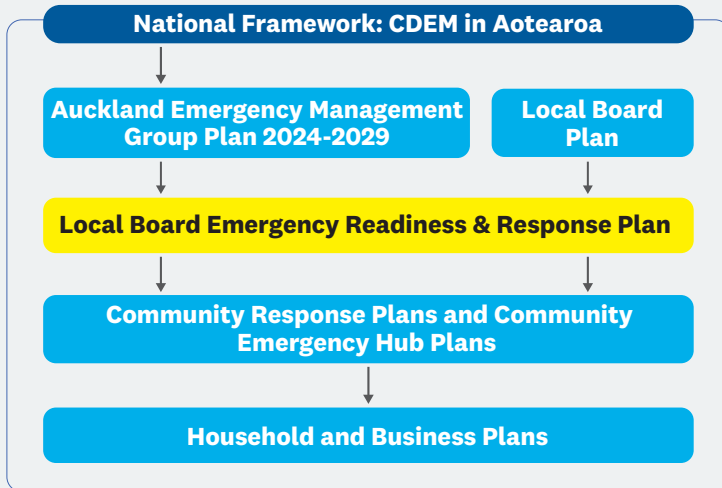 National Framework: CDEM in Aotearoa
Auckland Emergency Management
Group Plan 2024-2029
Local Board
Plan
Local Board Emergency Readiness & Response Plan
Community Response Plans and Community
Emergency Hub Plans
Household and Business Plans